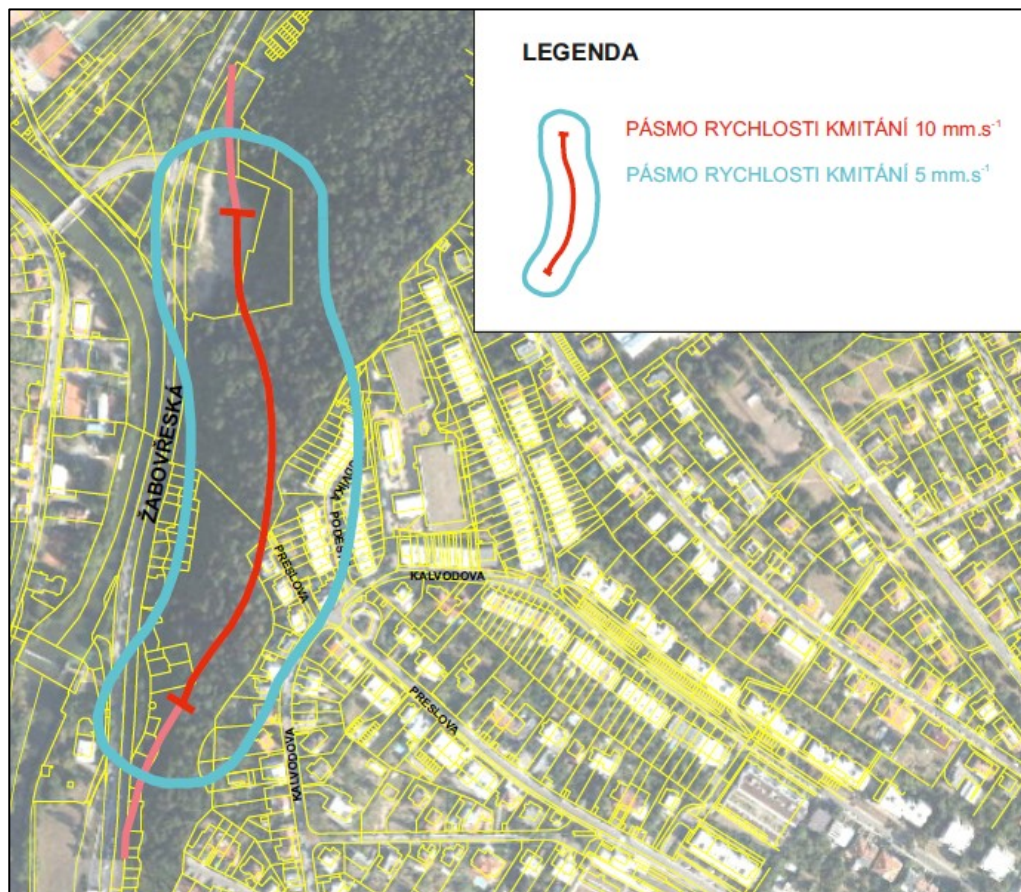 LEGENDA
PÁSMO RYCHLOSTI KMITÁNÍ 10 mm.s⁻¹
PÁSMO RYCHLOSTI KMITÁNÍ 5 mm.s⁻¹
ŽABOVŘESKÁ
PRESLOVA
KALVODOVA
PRESLOVA
KALVODOVA